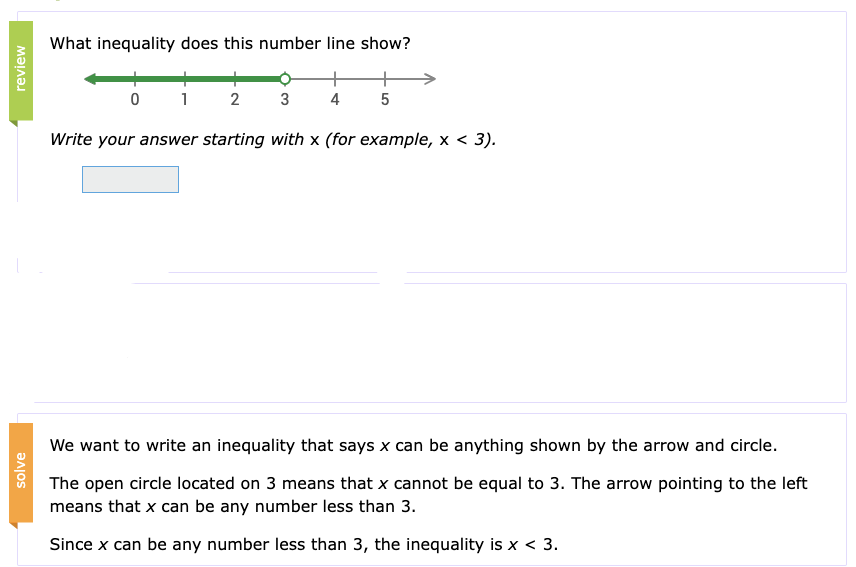 review
What inequality does this number line show?
0 1 2 3 4 5
Write your answer starting with x (for example, x < 3).
solve
We want to write an inequality that says x can be anything shown by the arrow and circle.
The open circle located on 3 means that x cannot be equal to 3. The arrow pointing to the left
means that x can be any number less than 3.
Since x can be any number less than 3, the inequality is x < 3.